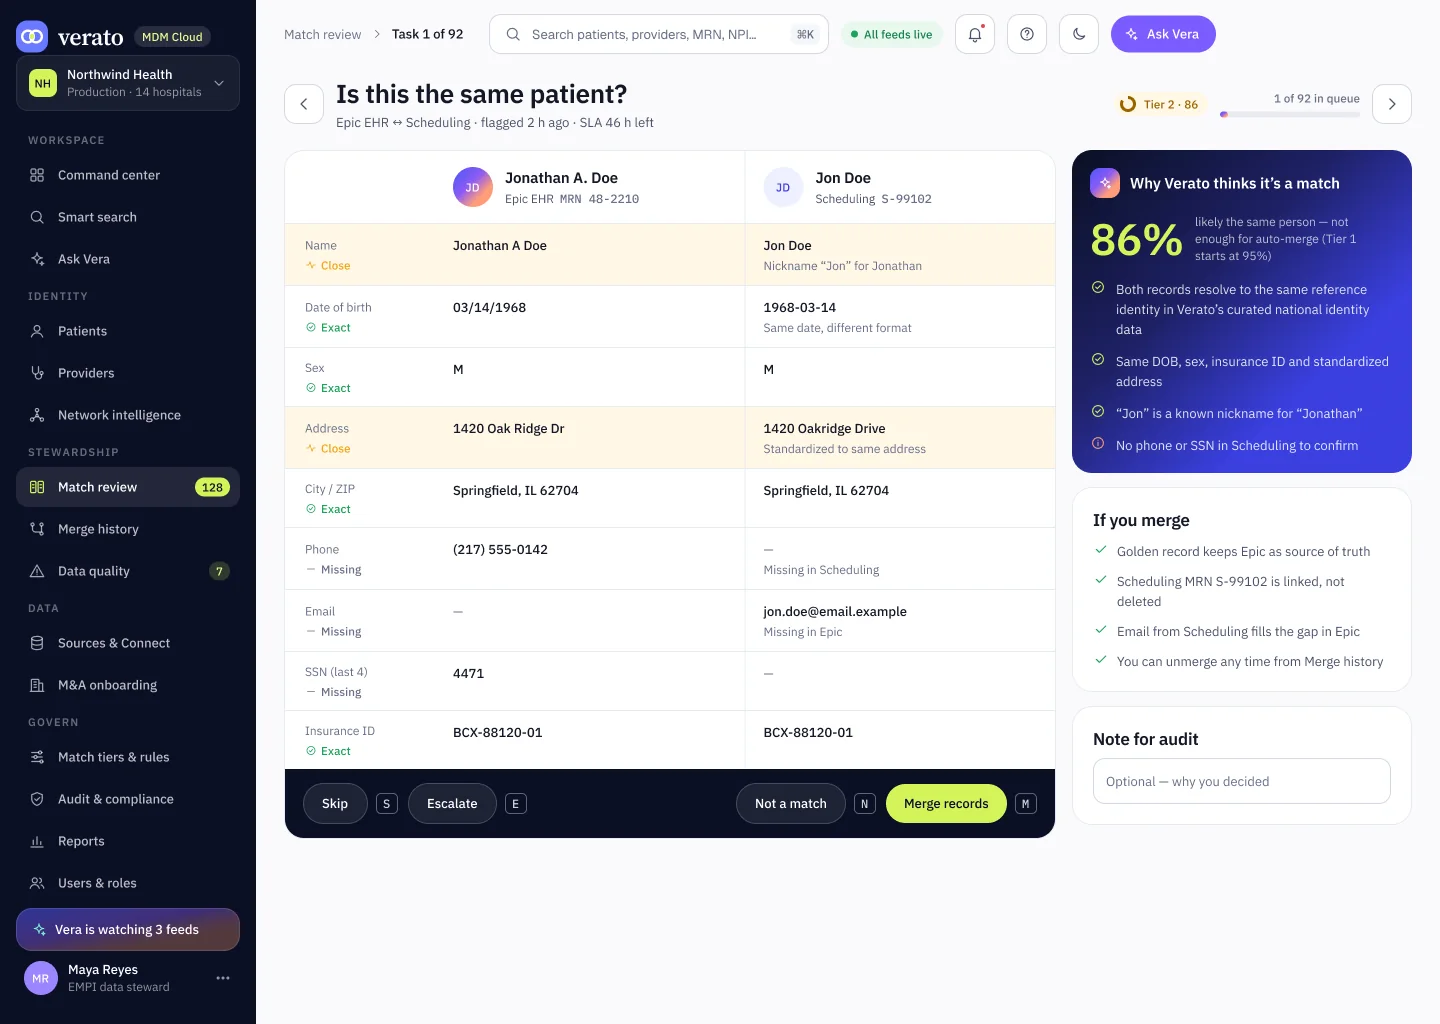 verato MDM Cloud
NH Northwind Health
Production · 14 hospitals
WORKSPACE
Command center
Smart search
Ask Vera
IDENTITY
Patients
Providers
Network intelligence
STEWARDSHIP
Match review 128
Merge history
Data quality 7
DATA
Sources & Connect
M&A onboarding
GOVERN
Match tiers & rules
Audit & compliance
Reports
Users & roles
Vera is watching 3 feeds
MR Maya Reyes
EMPI data steward
Match review > Task 1 of 92
Search patients, providers, MRN, NPI... ⌘K
All feeds live
Ask Vera
Is this the same patient?
Epic EHR ↔ Scheduling · flagged 2 h ago · SLA 46 h left
Tier 2 · 86
1 of 92 in queue
JD Jonathan A. Doe
Epic EHR MRN 48-2210
JD Jon Doe
Scheduling S-99102
Name Jonathan A Doe Jon Doe
Close Nickname “Jon” for Jonathan
Date of birth 03/14/1968 1968-03-14
Exact Same date, different format
Sex M M
Exact
Address 1420 Oak Ridge Dr 1420 Oakridge Drive
Close Standardized to same address
City / ZIP Springfield, IL 62704 Springfield, IL 62704
Exact
Phone (217) 555-0142 —
Missing Missing in Scheduling
Email — jon.doe@email.example
Missing Missing in Epic
SSN (last 4) 4471 —
Missing
Insurance ID BCX-88120-01 BCX-88120-01
Exact
Skip S Escalate E Not a match N Merge records M
Why Verato thinks it’s a match
86%
likely the same person — not
enough for auto-merge (Tier 1
starts at 95%)
Both records resolve to the same reference
identity in Verato’s curated national identity
data
Same DOB, sex, insurance ID and standardized
address
“Jon” is a known nickname for “Jonathan”
No phone or SSN in Scheduling to confirm
If you merge
Golden record keeps Epic as source of truth
Scheduling MRN S-99102 is linked, not
deleted
Email from Scheduling fills the gap in Epic
You can unmerge any time from Merge history
Note for audit
Optional — why you decided